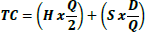 TC = (H x Q/2) + (S x D/Q)